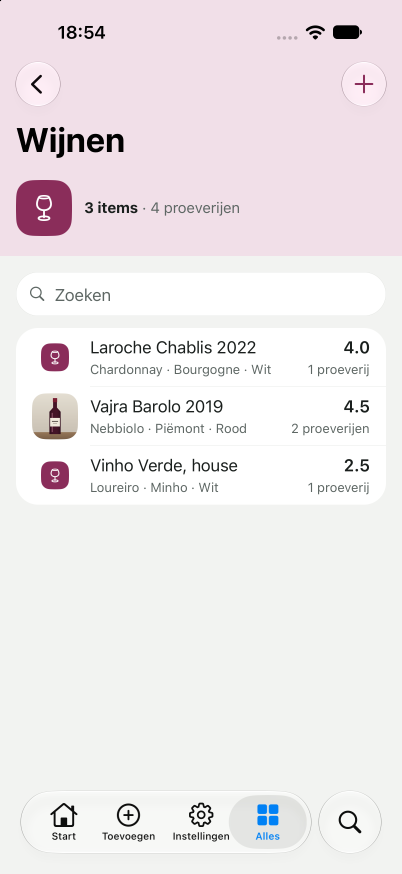 18:54
Wijnen
3 items · 4 proeverijen
Zoeken
Laroche Chablis 2022 4.0
Chardonnay · Bourgogne · Wit 1 proeverij
Vajra Barolo 2019 4.5
Nebbiolo · Piëmont · Rood 2 proeverijen
Vinho Verde, house 2.5
Loureiro · Minho · Wit 1 proeverij
Start Toevoegen Instellingen Alles